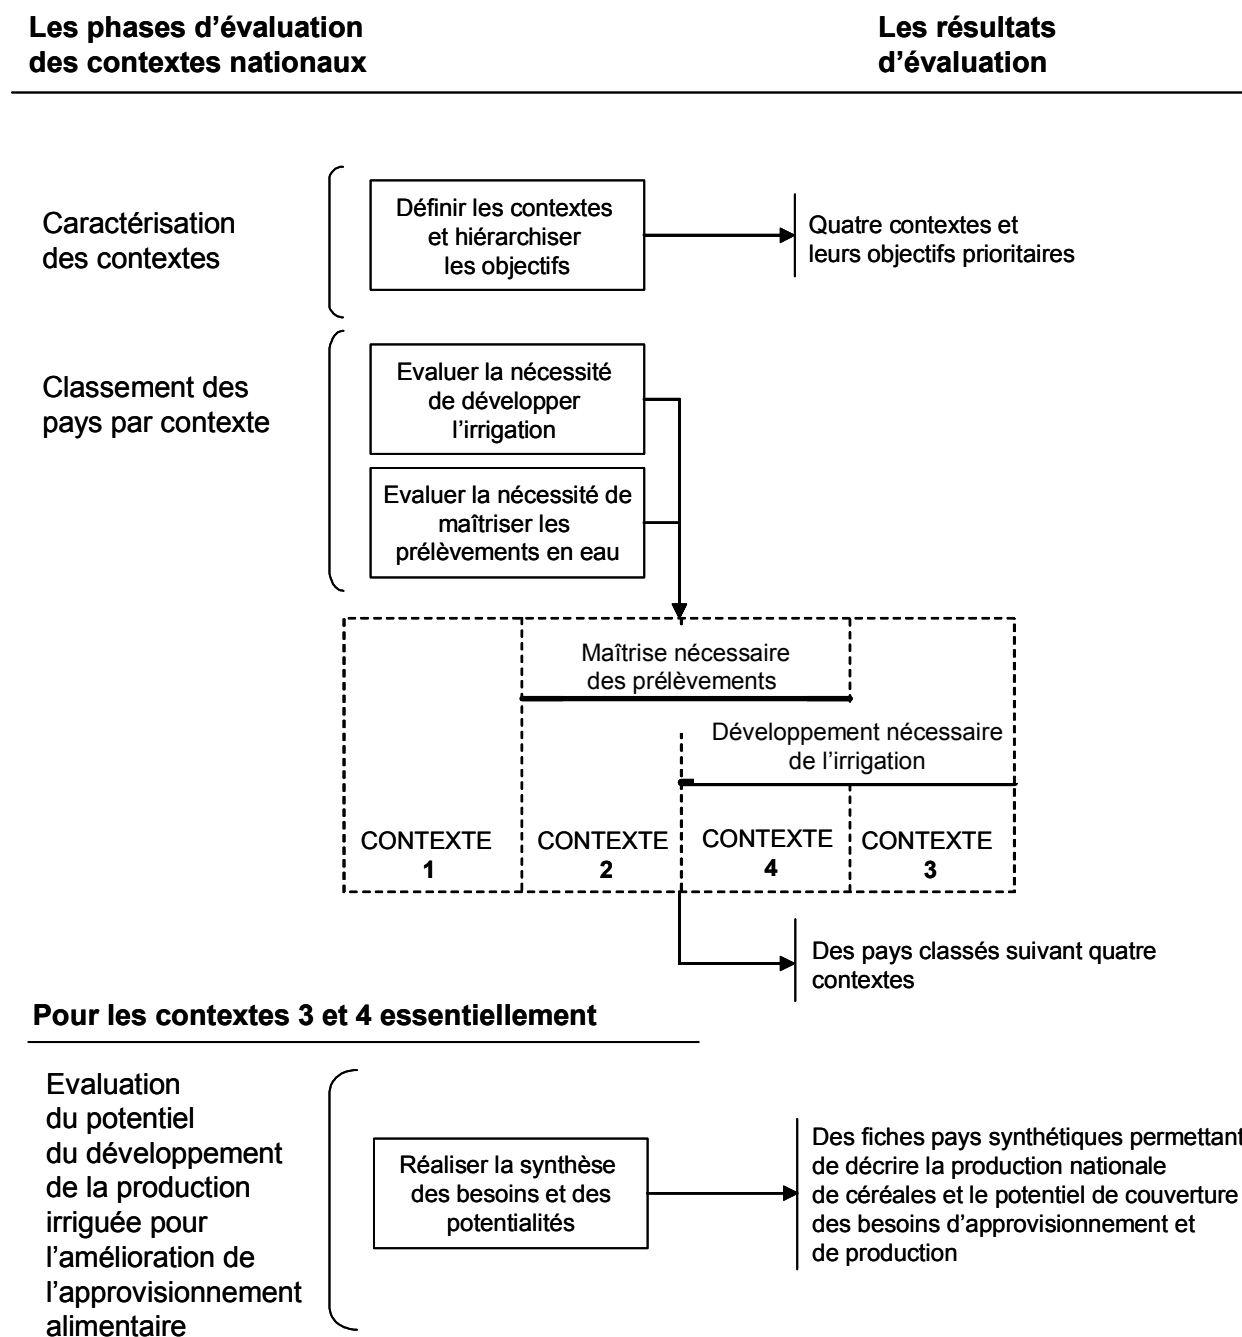 Les phases d’évaluation
des contextes nationaux
Les résultats
d’évaluation
Caractérisation
des contextes
Définir les contextes
et hiérarchiser
les objectifs
Quatre contextes et
leurs objectifs prioritaires
Classement des
pays par contexte
Evaluer la nécessité
de développer
l’irrigation
Evaluer la nécessité de
maîtriser les
prélèvements en eau
Maîtrise nécessaire
des prélèvements
Développement nécessaire
de l’irrigation
CONTEXTE
1
CONTEXTE
2
CONTEXTE
4
CONTEXTE
3
Des pays classés suivant quatre
contextes
Pour les contextes 3 et 4 essentiellement
Evaluation
du potentiel
du développement
de la production
irriguée pour
l’amélioration de
l’approvisionnement
alimentaire
Réaliser la synthèse
des besoins et des
potentialités
Des fiches pays synthétiques permettant
de décrire la production nationale
de céréales et le potentiel de couverture
des besoins d’approvisionnement et
de production